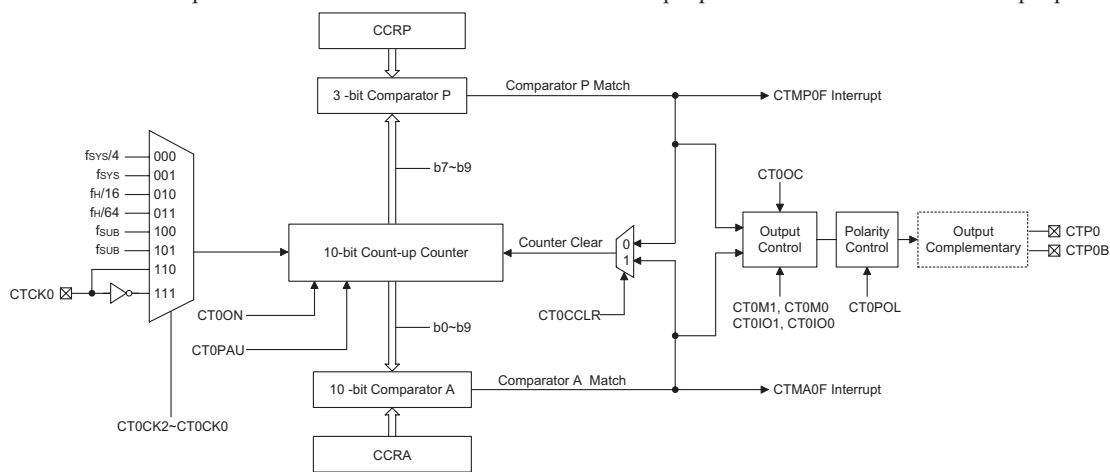 CCRP
3 -bit Comparator P
Comparator P Match
CTMP0F Interrupt
b7~b9
fSYS/4
fSYS
fH/16
fH/64
fSUB
fSUB
000
001
010
011
100
101
110
111
CTCK0
CT0CK2~CT0CK0
10-bit Count-up Counter
CT0ON
CT0PAU
Counter Clear
0
1
CT0CCLR
CT0OC
Output
Control
CT0M1, CT0M0
CT0IO1, CT0IO0
Polarity
Control
CT0POL
Output
Complementary
CTP0
CTP0B
b0~b9
10 -bit Comparator A
Comparator A Match
CTMA0F Interrupt
CCRA